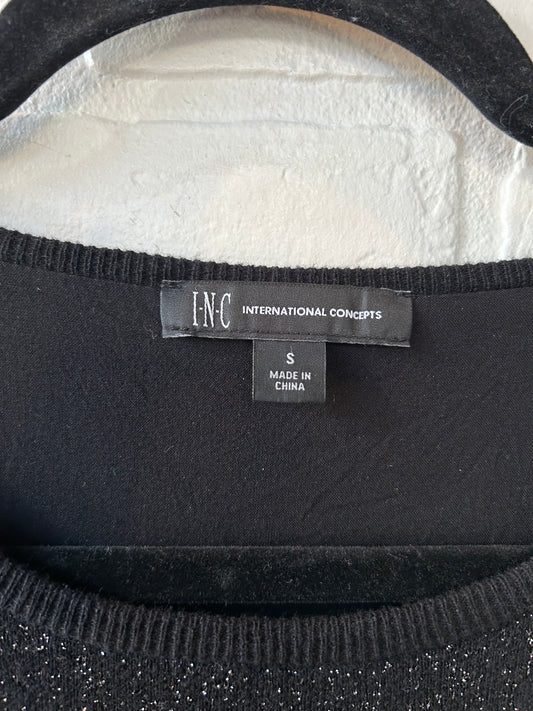 I·N·C INTERNATIONAL CONCEPTS
S
MADE IN
CHINA